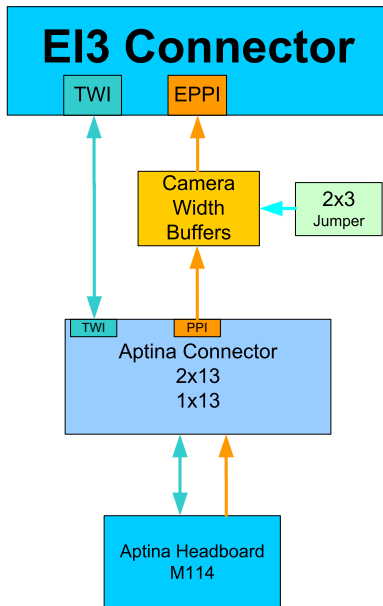 EI3 Connector
TWI
EPPI
Camera
Width
Buffers
2x3
Jumper
TWI
PPI
Aptina Connector
2x13
1x13
Aptina Headboard
M114